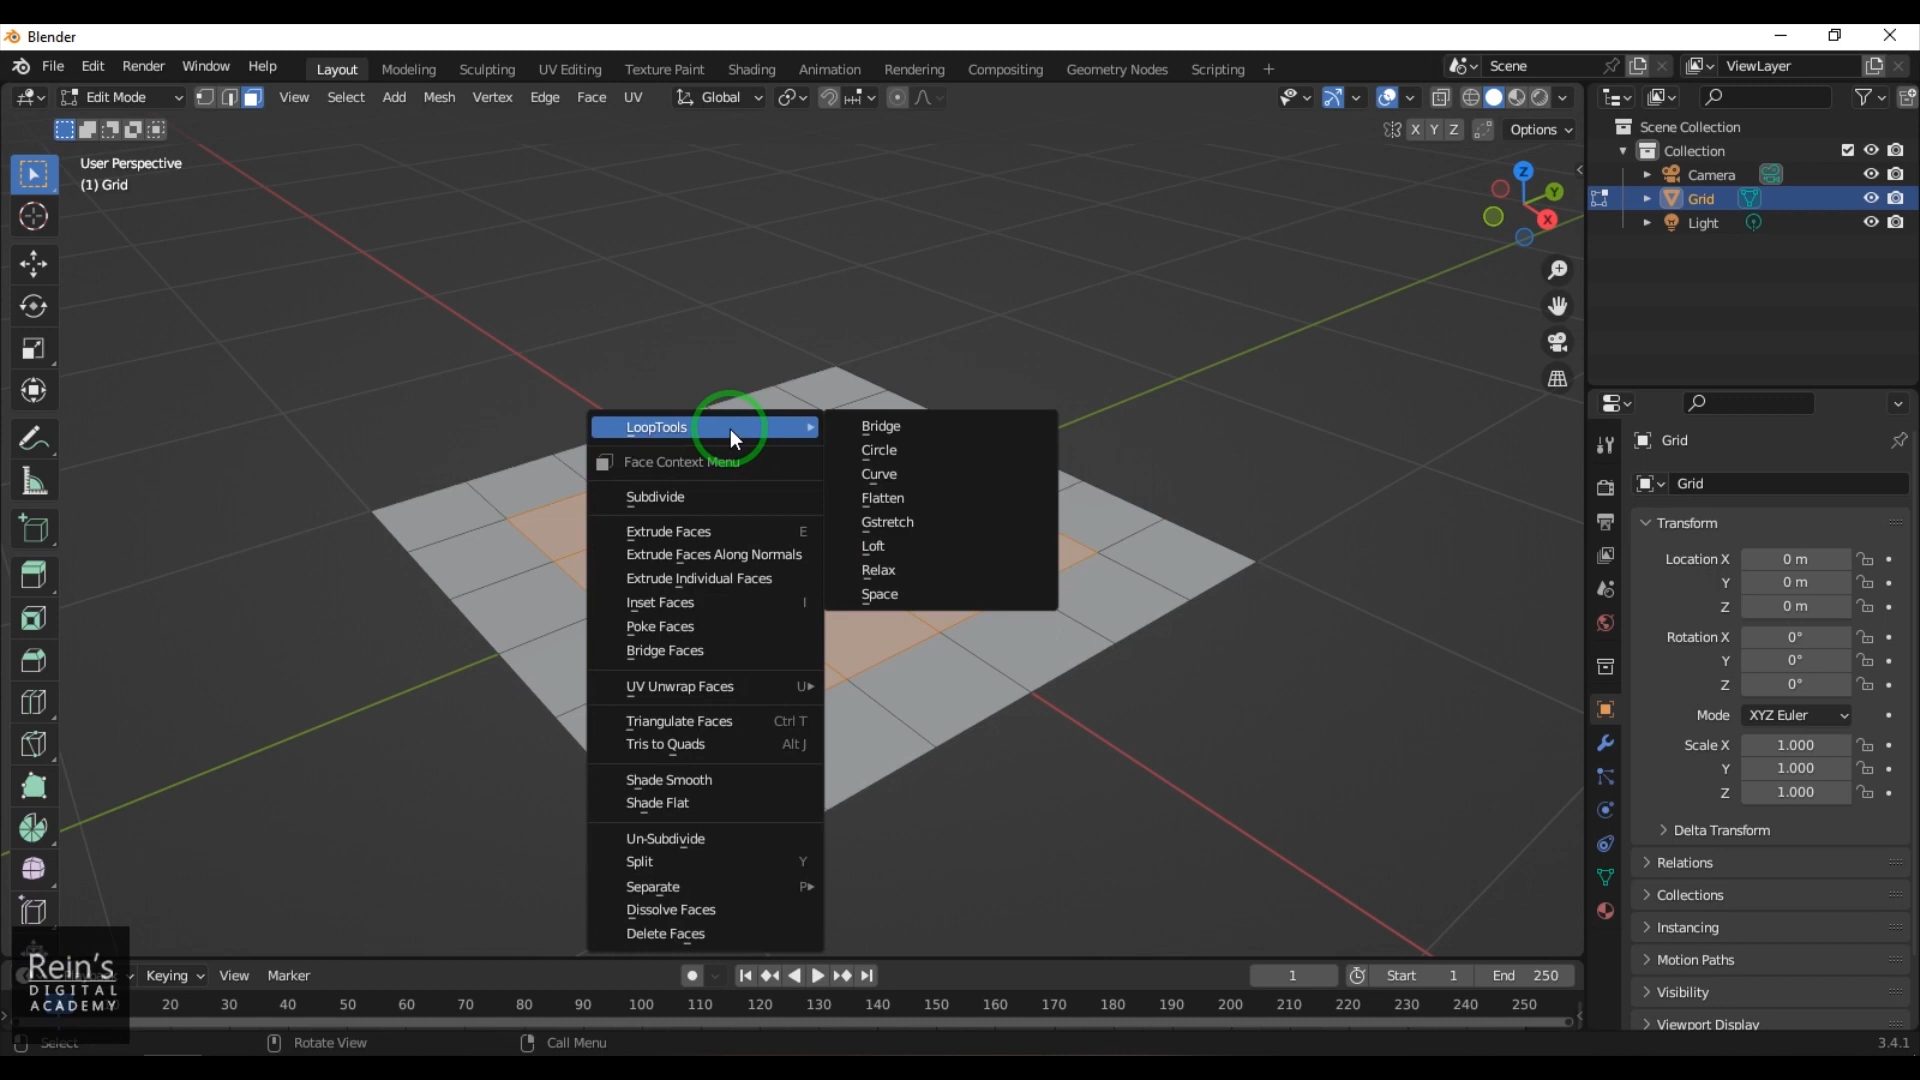 Blender
File Edit Render Window Help Layout Modeling Sculpting UV Editing Texture Paint Shading Animation Rendering Compositing Geometry Nodes Scripting + Scene ViewLayer
Edit Mode View Select Add Mesh Vertex Edge Face UV Global
X Y Z Options
User Perspective
(1) Grid
Z
Y
X
LoopTools
Face Context Menu
Subdivide
Extrude Faces E
Extrude Faces Along Normals
Extrude Individual Faces
Inset Faces I
Poke Faces
Bridge Faces
UV Unwrap Faces U
Triangulate Faces Ctrl T
Tris to Quads Alt J
Shade Smooth
Shade Flat
Un-Subdivide
Split Y
Separate P
Dissolve Faces
Delete Faces
Bridge
Circle
Curve
Flatten
Gstretch
Loft
Relax
Space
Scene Collection
Collection
Camera
Grid
Light
Grid
Grid
Transform
Location X 0 m
Y 0 m
Z 0 m
Rotation X 0°
Y 0°
Z 0°
Mode XYZ Euler
Scale X 1.000
Y 1.000
Z 1.000
Delta Transform
Relations
Collections
Instancing
Motion Paths
Visibility
Viewport Display
Keying View Marker 1 Start 1 End 250
20 30 40 50 60 70 80 90 100 110 120 130 140 150 160 170 180 190 200 210 220 230 240 250
Rein's
DIGITAL
ACADEMY
Select Rotate View Call Menu 3.4.1